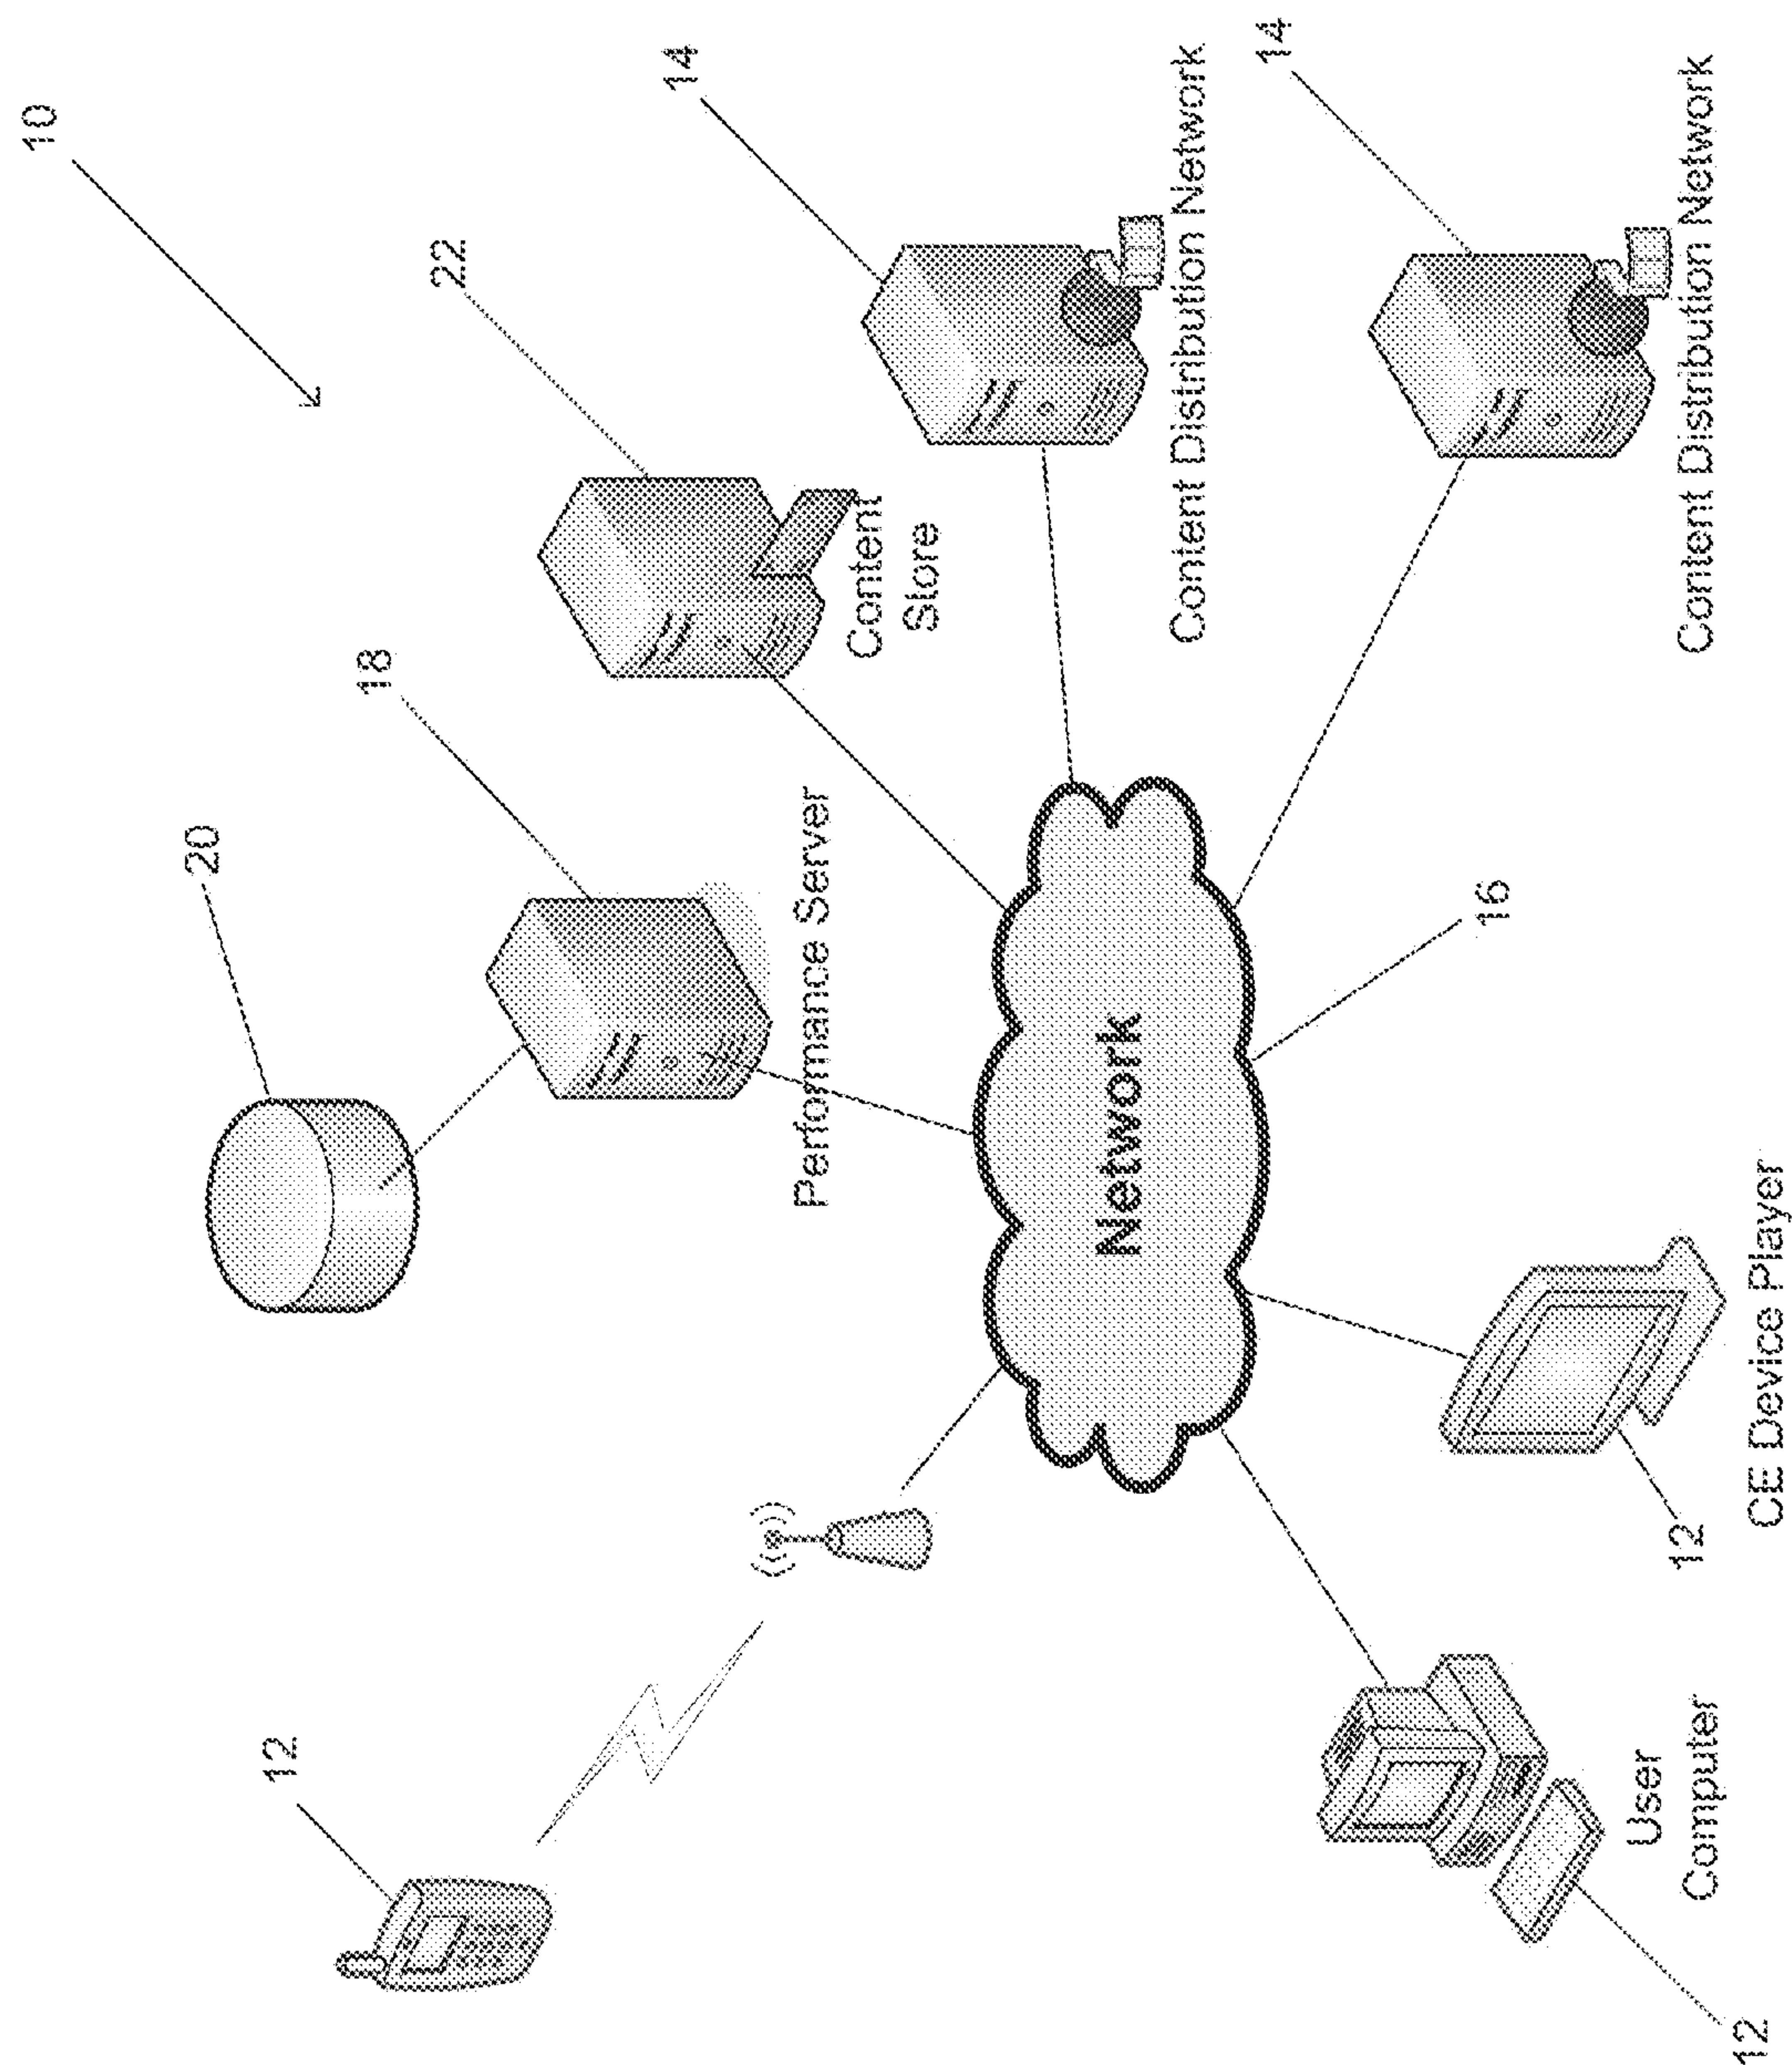 10
14
14
22
18
20
Content
Store
Content Distribution Network
Content Distribution Network
Performance Server
16
Network
12
CE Device Player
12
User
Computer
12